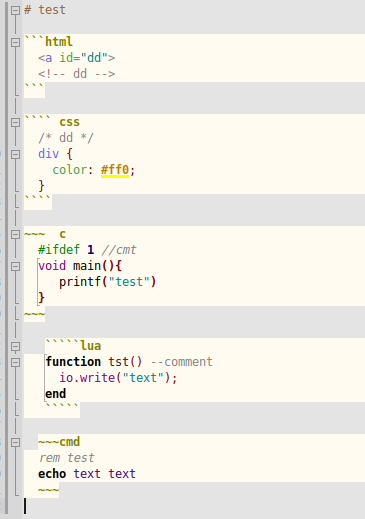 # test
```html
<a id="dd">
<!-- dd -->
```
```` css
/* dd */
div {
color: #ff0;
}
````
~~~ c
#ifdef 1 //cmt
void main(){
printf("test")
}
~~~
`````lua
function tst() --comment
io.write("text");
end
`````
~~~cmd
rem test
echo text text
~~~